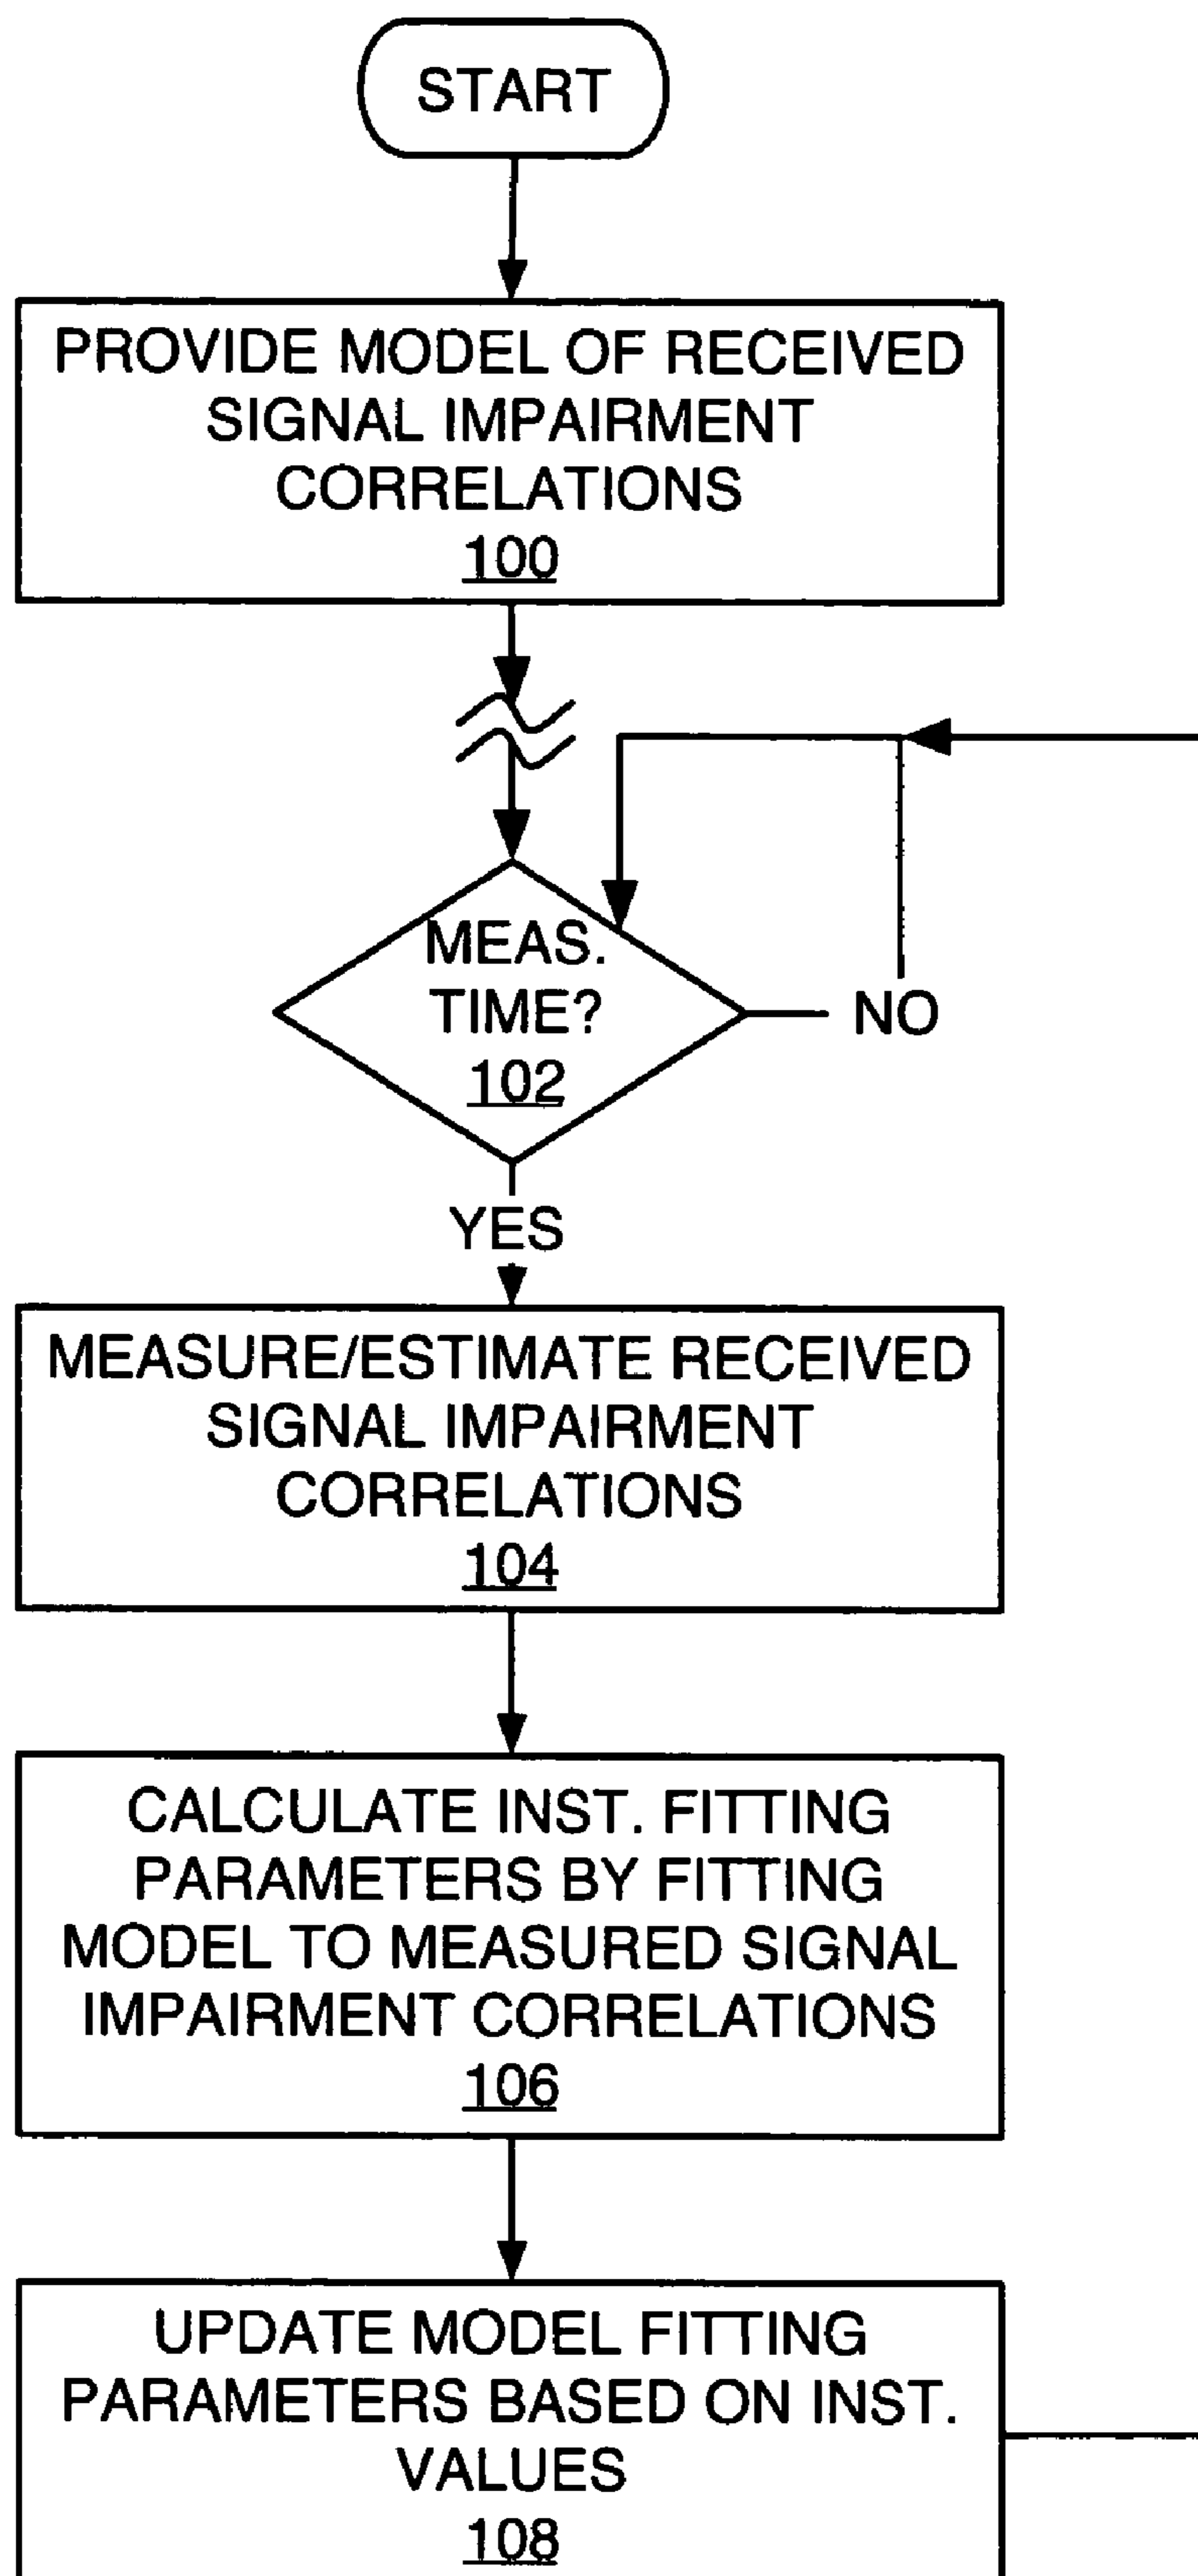 START
PROVIDE MODEL OF RECEIVED
SIGNAL IMPAIRMENT
CORRELATIONS
100
MEAS.
TIME?
102
NO
YES
MEASURE/ESTIMATE RECEIVED
SIGNAL IMPAIRMENT
CORRELATIONS
104
CALCULATE INST. FITTING
PARAMETERS BY FITTING
MODEL TO MEASURED SIGNAL
IMPAIRMENT CORRELATIONS
106
UPDATE MODEL FITTING
PARAMETERS BASED ON INST.
VALUES
108